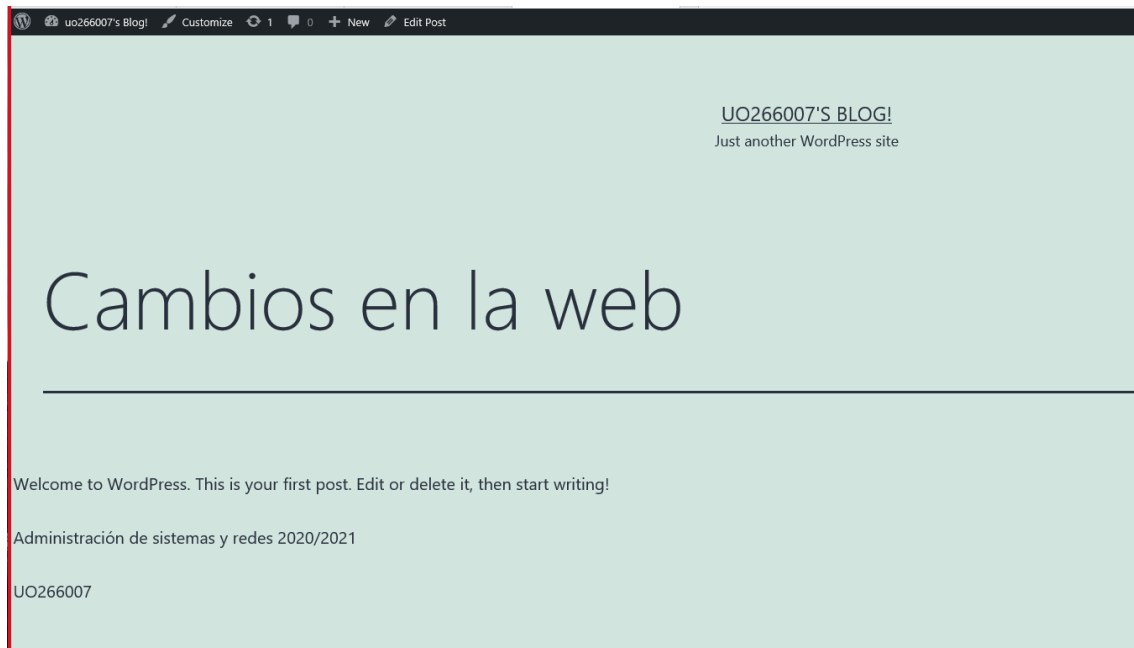 uo266007's Blog! Customize 1 0 New Edit Post
UO266007'S BLOG!
Just another WordPress site
Cambios en la web
Welcome to WordPress. This is your first post. Edit or delete it, then start writing!
Administración de sistemas y redes 2020/2021
UO266007